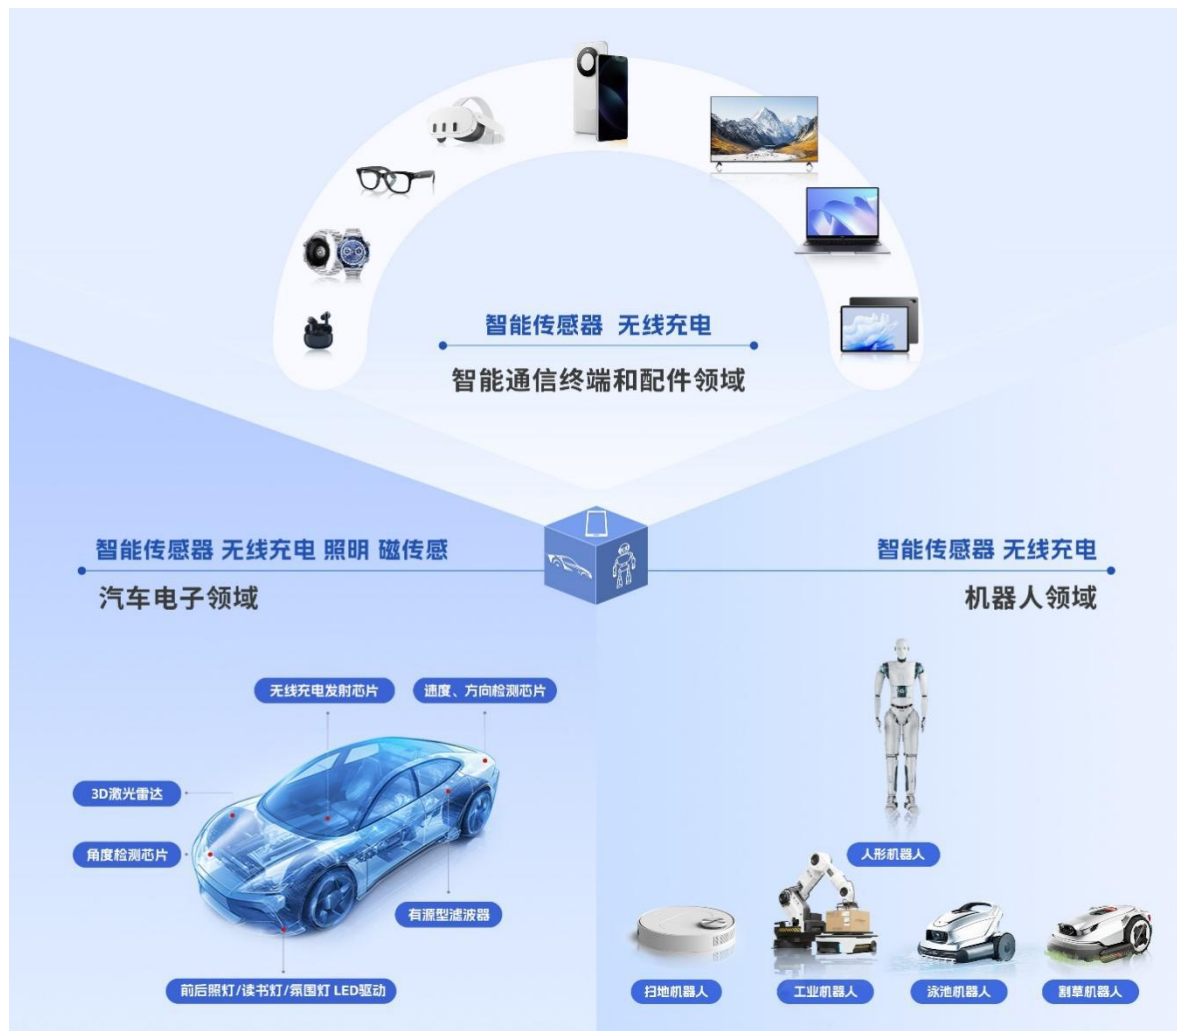 智能传感器 无线充电
智能通信终端和配件领域
智能传感器 无线充电 照明 磁传感
汽车电子领域
智能传感器 无线充电
机器人领域
无线充电发射芯片
速度、方向检测芯片
3D激光雷达
角度检测芯片
有源型滤波器
前后照灯/读书灯/氛围灯 LED驱动
人形机器人
扫地机器人
工业机器人
泳池机器人
割草机器人